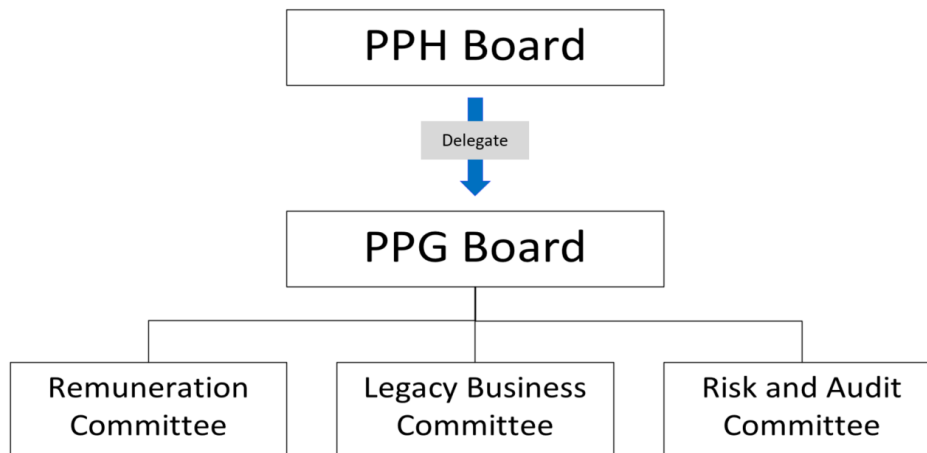 PPH Board
Delegate
PPG Board
Remuneration
Committee
Legacy Business
Committee
Risk and Audit
Committee